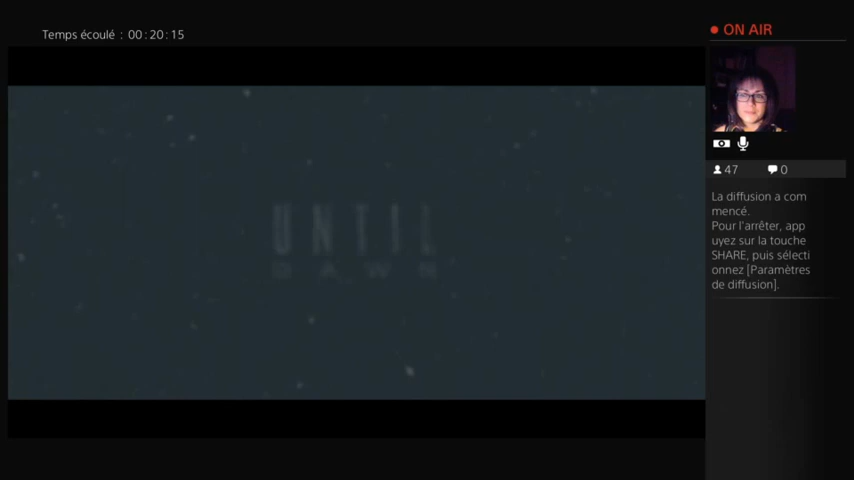 Temps écoulé : 00:20:15
ON AIR
47 0
La diffusion a com
mencé.
Pour l'arrêter, app
uyez sur la touche
SHARE, puis sélecti
onnez [Paramètres
de diffusion].
UNTIL
DAWN